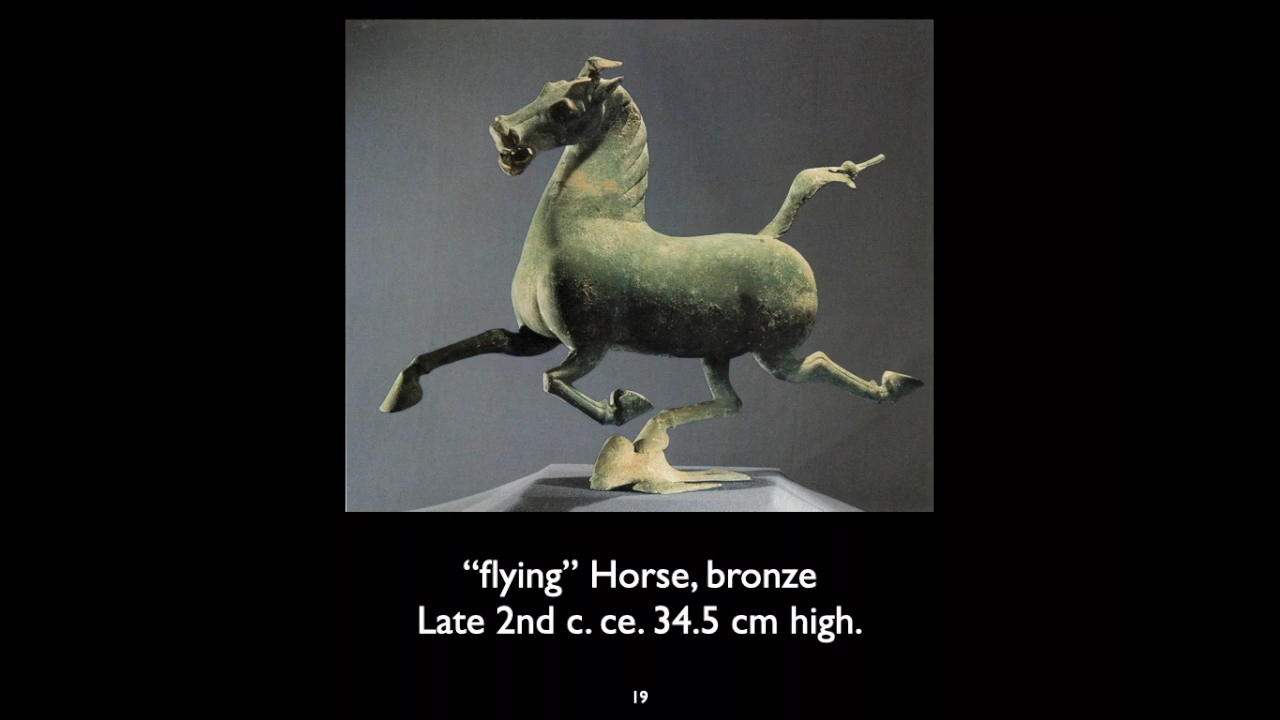 “flying” Horse, bronze
Late 2nd c. ce. 34.5 cm high.
19